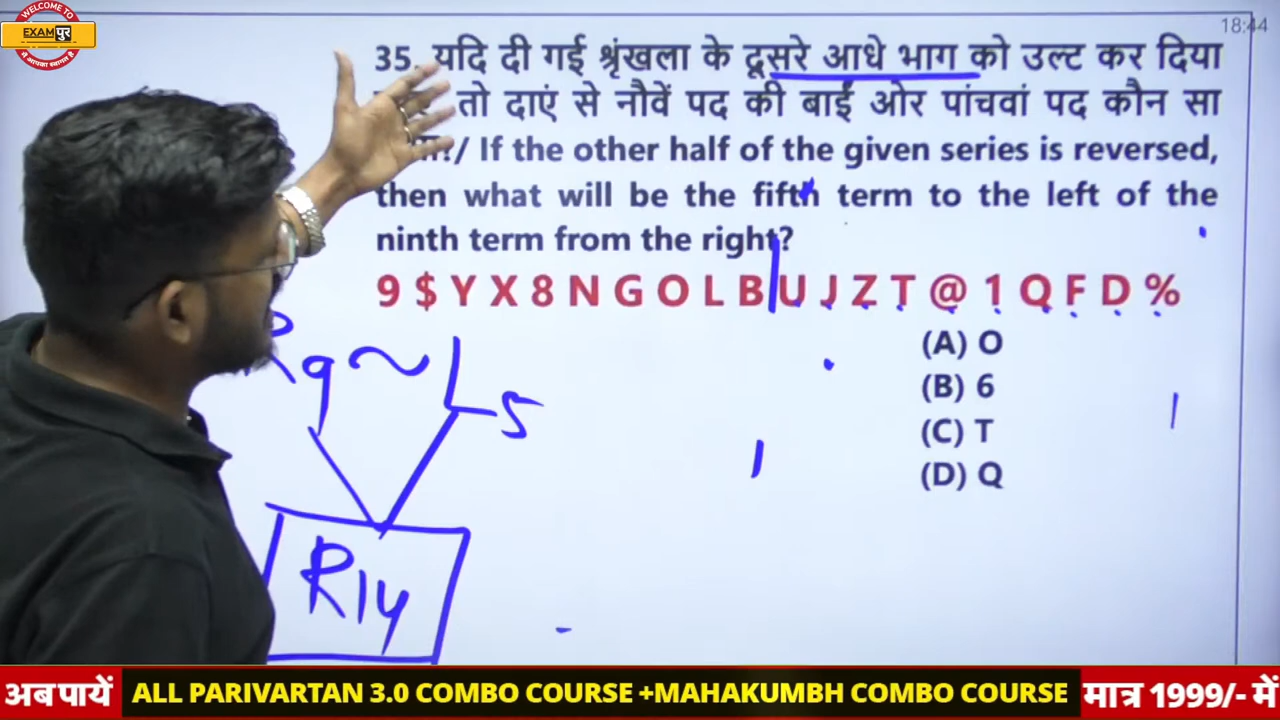 WELCOME TO
EXAMपुर
में आपका स्वागत है
18:44
35. यदि दी गई श्रृंखला के दूसरे आधे भाग को उल्ट कर दिया
तो दाएं से नौवें पद की बाईं ओर पांचवां पद कौन सा
/ If the other half of the given series is reversed,
then what will be the fifth term to the left of the
ninth term from the right?
9 $ Y X 8 N G O L B U J Z T @ 1 Q F D %
(A) O
(B) 6
(C) T
(D) Q
R9 ~ L 5
R14
अब पायें ALL PARIVARTAN 3.0 COMBO COURSE +MAHAKUMBH COMBO COURSE मात्र 1999/- में